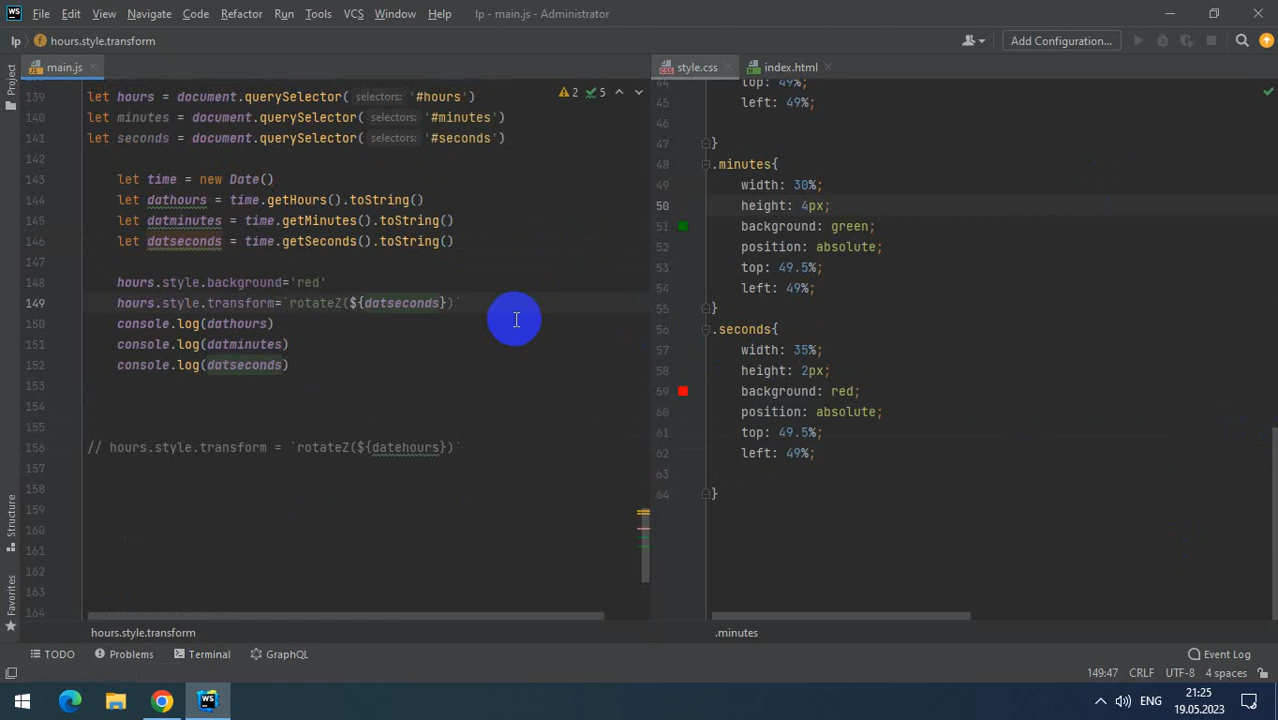 File Edit View Navigate Code Refactor Run Tools VCS Window Help lp - main.js - Administrator
lp hours.style.transform Add Configuration...
Project
main.js
139 let hours = document.querySelector( selectors: '#hours')
140 let minutes = document.querySelector( selectors: '#minutes')
141 let seconds = document.querySelector( selectors: '#seconds')
142
143 let time = new Date()
144 let dathours = time.getHours().toString()
145 let datminutes = time.getMinutes().toString()
146 let datseconds = time.getSeconds().toString()
147
148 hours.style.background='red'
149 hours.style.transform=`rotateZ(${datseconds})`
150 console.log(dathours)
151 console.log(datminutes)
152 console.log(datseconds)
153
154
155
156 // hours.style.transform = `rotateZ(${datehours})`
157
158
159
160
161
162
163
164
2 5
hours.style.transform
style.css index.html
44 top: 49%;
45 left: 49%;
46
47 }
48 .minutes{
49 width: 30%;
50 height: 4px;
51 background: green;
52 position: absolute;
53 top: 49.5%;
54 left: 49%;
55 }
56 .seconds{
57 width: 35%;
58 height: 2px;
59 background: red;
60 position: absolute;
61 top: 49.5%;
62 left: 49%;
63
64 }
.minutes
Structure
Favorites
TODO Problems Terminal GraphQL Event Log
149:47 CRLF UTF-8 4 spaces
WS ENG 21:25
19.05.2023